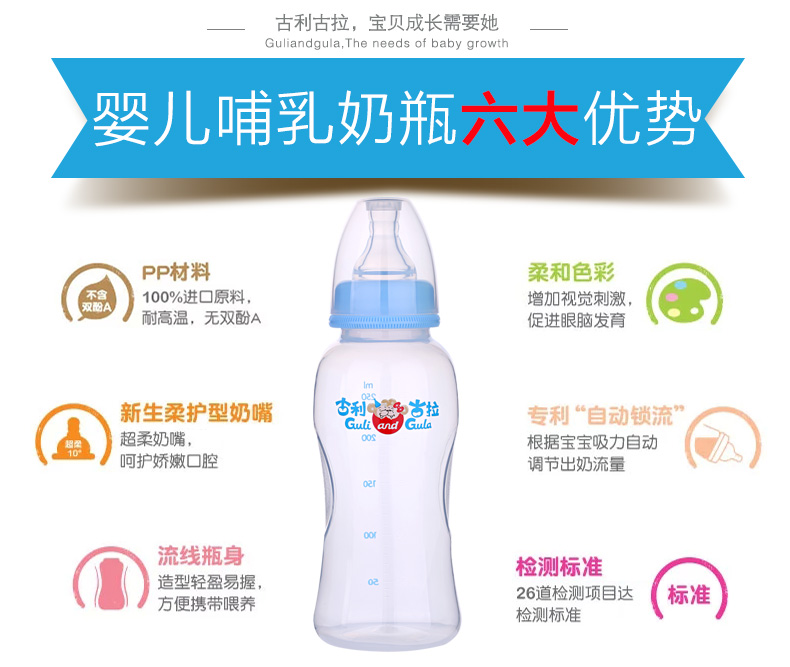 古利古拉，宝贝成长需要她
Guliandgula,The needs of baby growth
婴儿哺乳奶瓶六大优势
PP材料
100%进口原料，
耐高温，无双酚A
不含
双酚A
新生柔护型奶嘴
超柔奶嘴，
呵护娇嫩口腔
超柔
10°
流线瓶身
造型轻盈易握，
方便携带喂养
ml
250
古利 古拉
Guli and Gula
200
150
100
50
柔和色彩
增加视觉刺激，
促进眼脑发育
专利“自动锁流”
根据宝宝吸力自动
调节出奶流量
检测标准
26道检测项目达
检测标准
标准